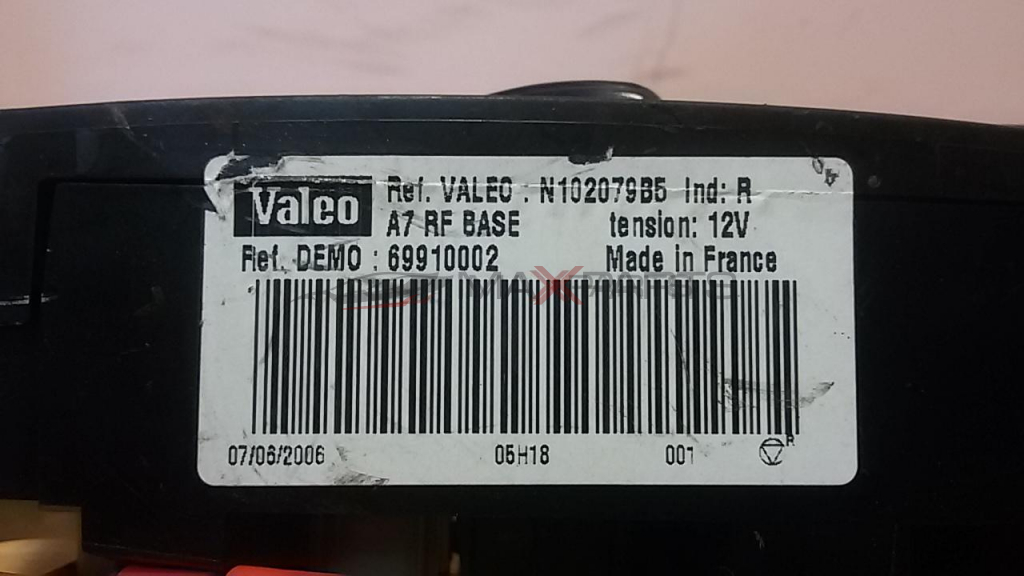 Valeo Ref. VALEO : N102079B5 Ind: R
A7 RF BASE tension: 12V
Ref. DEMO : 69910002 Made in France
MAXPARTS
07/06/2006 05H18 001 R